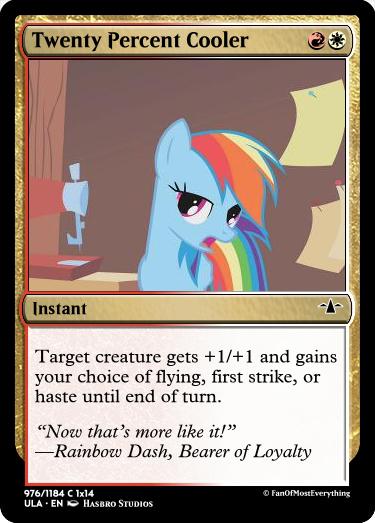 Twenty Percent Cooler
Instant
Target creature gets +1/+1 and gains
your choice of flying, first strike, or
haste until end of turn.
“Now that’s more like it!”
—Rainbow Dash, Bearer of Loyalty
976/1184 C 1x14
ULA • EN Hasbro Studios
© FanOfMostEverything